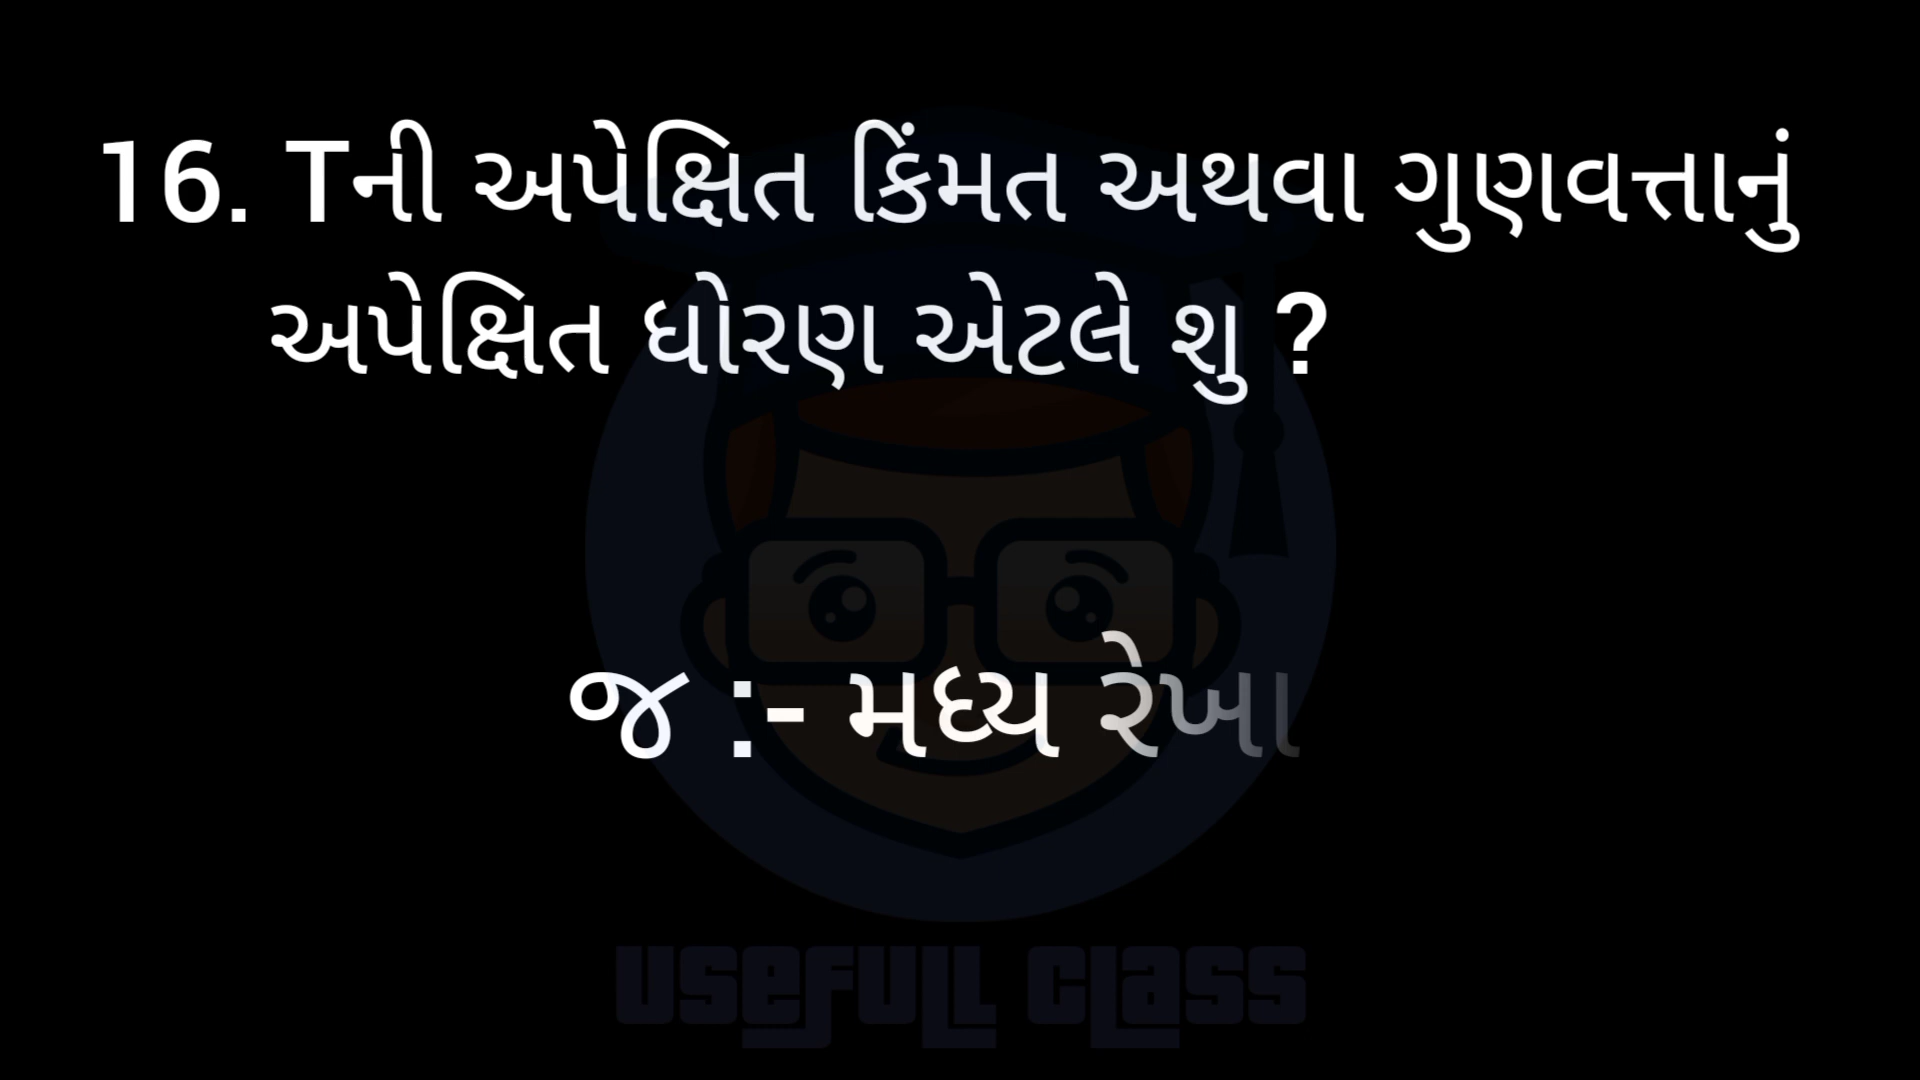 16. Tની અપેક્ષિત કિંમત અથવા ગુણવત્તાનું
અપેક્ષિત ધોરણ એટલે શુ ?
જ :- મધ્ય રેખા
USEFULL CLASS